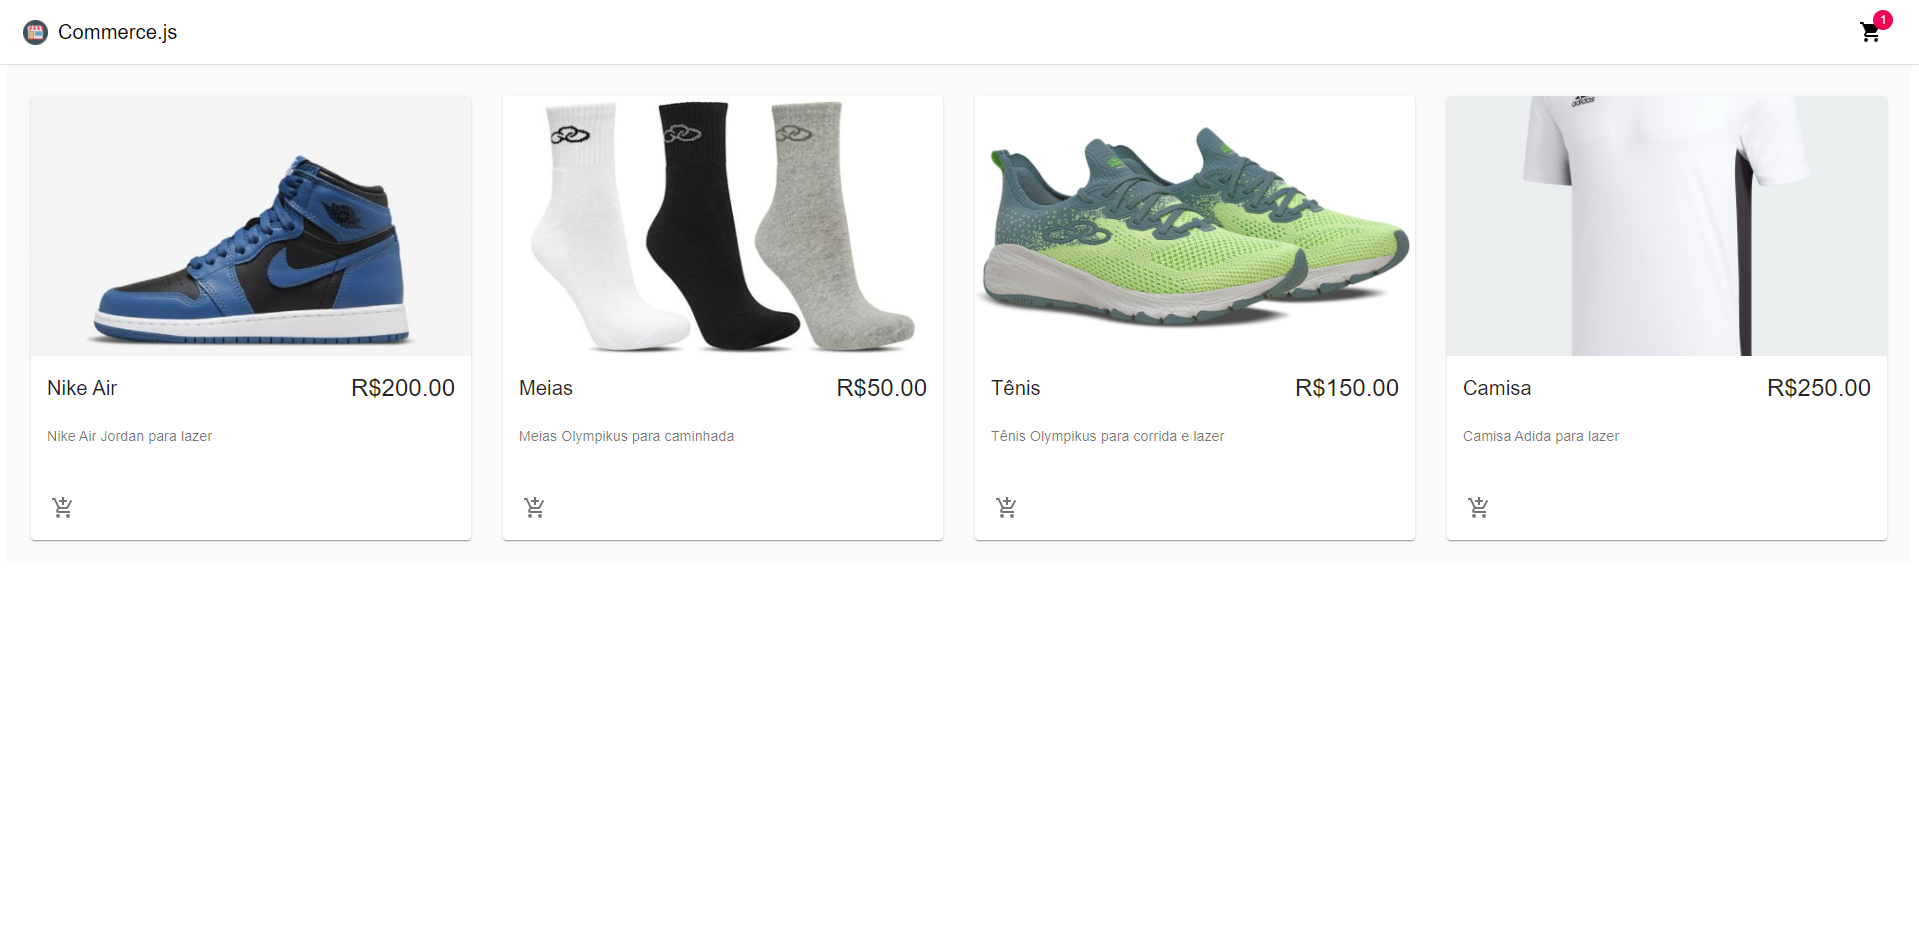 Commerce.js
1
adidas
Nike Air
R$200.00
Nike Air Jordan para lazer
Meias
R$50.00
Meias Olympikus para caminhada
Tênis
R$150.00
Tênis Olympikus para corrida e lazer
Camisa
R$250.00
Camisa Adida para lazer